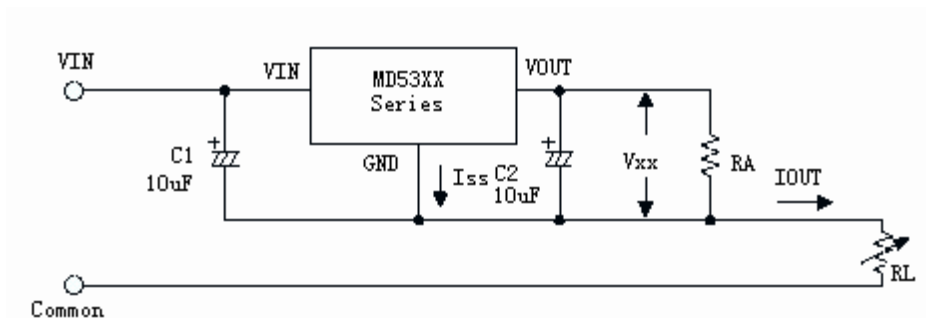 VIN
VIN
MD53XX
Series
VOUT
C1
10uF
GND
Iss
C2
10uF
Vxx
RA
IOUT
RL
Common